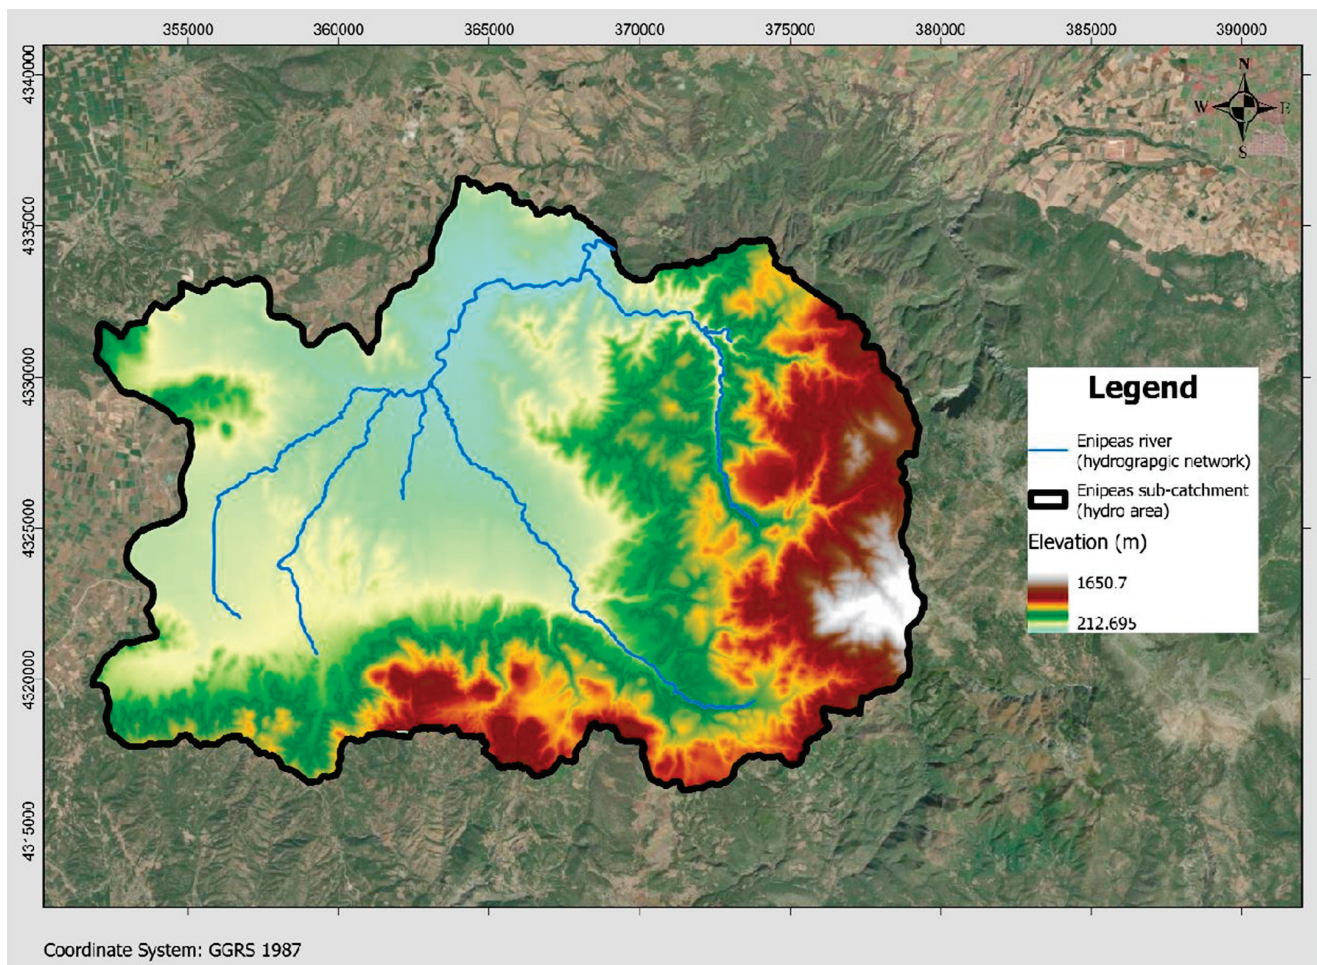 355000 360000 365000 370000 375000 380000 385000 390000
4340000
4335000
4330000
4325000
4320000
N
W E
S
Legend
Enipeas river
(hydrograpgic network)
Enipeas sub-catchment
(hydro area)
Elevation (m)
1650.7
212.695
Coordinate System: GGRS 1987